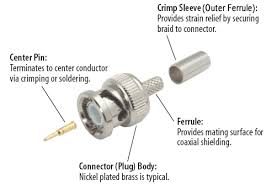 Crimp Sleeve (Outer Ferrule):
Provides strain relief by securing
braid to connector.
Center Pin:
Terminates to center conductor
via crimping or soldering.
Ferrule:
Provides mating surface for
coaxial shielding.
Connector (Plug) Body:
Nickel plated brass is typical.